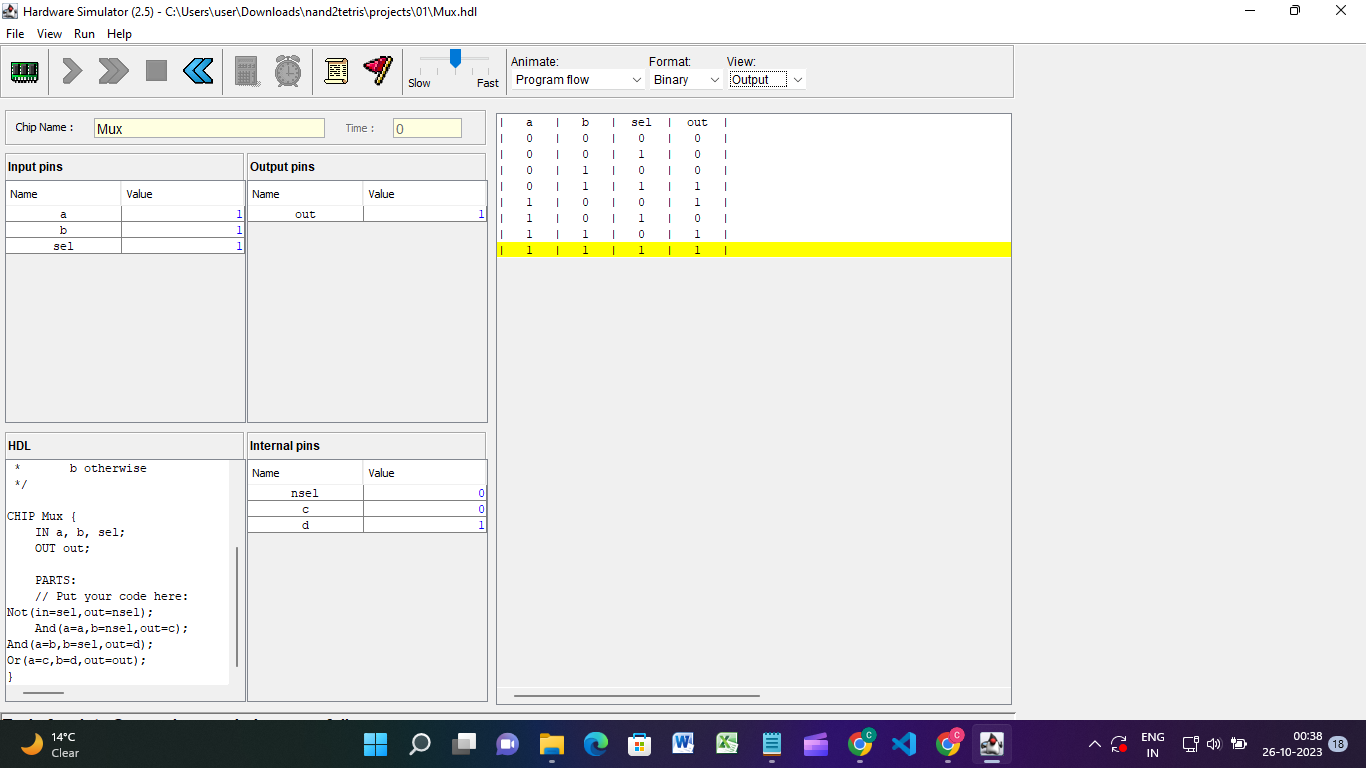 Hardware Simulator (2.5) - C:\Users\user\Downloads\nand2tetris\projects\01\Mux.hdl
File View Run Help
Slow Fast
Animate: Format: View:
Program flow Binary Output
Chip Name : Mux Time : 0
Input pins
Name Value
a 1
b 1
sel 1
Output pins
Name Value
out 1
HDL
* b otherwise
*/
CHIP Mux {
IN a, b, sel;
OUT out;
PARTS:
// Put your code here:
Not(in=sel,out=nsel);
And(a=a,b=nsel,out=c);
And(a=b,b=sel,out=d);
Or(a=c,b=d,out=out);
}
Internal pins
Name Value
nsel 0
c 0
d 1
| a | b | sel | out |
| 0 | 0 | 0 | 0 |
| 0 | 0 | 1 | 0 |
| 0 | 1 | 0 | 0 |
| 0 | 1 | 1 | 1 |
| 1 | 0 | 0 | 1 |
| 1 | 0 | 1 | 0 |
| 1 | 1 | 0 | 1 |
| 1 | 1 | 1 | 1 |
14°C
Clear
C
C
ENG
IN
00:38
26-10-2023
18